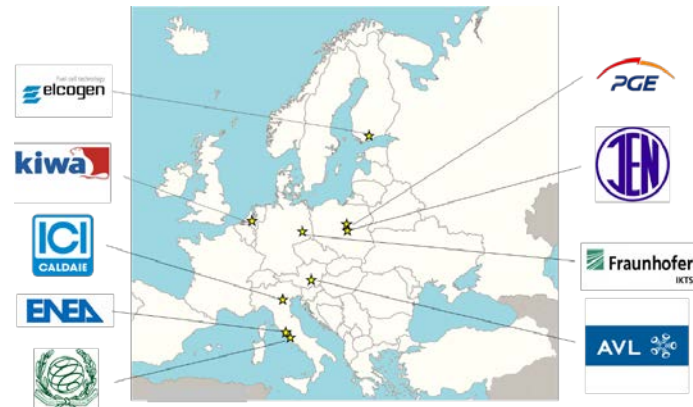 Fuel cell technology
elcogen
kiwa
ICI
CALDAIE
ENEA
PGE
IEN
Fraunhofer
IKTS
AVL